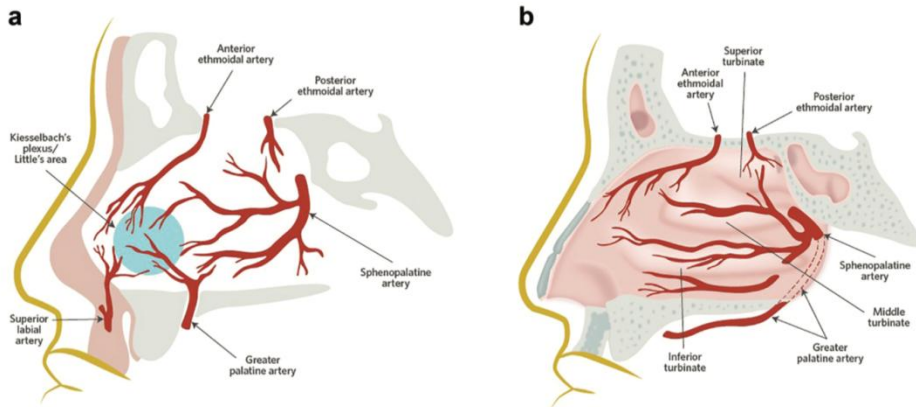 a
Anterior
ethmoidal artery
Posterior
ethmoidal artery
Kiesselbach's
plexus/
Little's area
Sphenopalatine
artery
Superior
labial
artery
Greater
palatine artery
b
Superior
turbinate
Anterior
ethmoidal
artery
Posterior
ethmoidal artery
Sphenopalatine
artery
Middle
turbinate
Greater
palatine artery
Inferior
turbinate